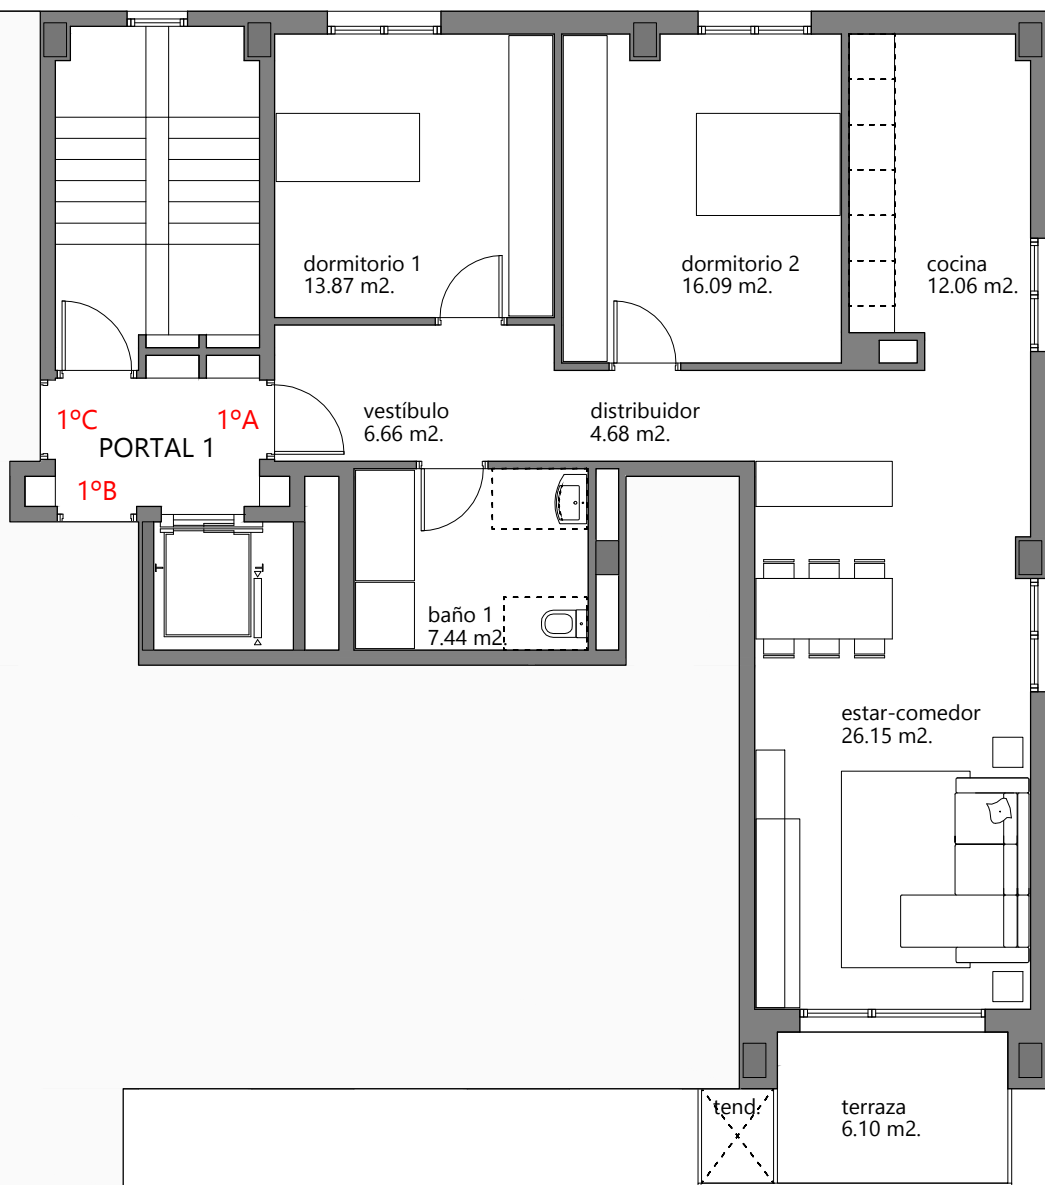 dormitorio 1
13.87 m2.
dormitorio 2
16.09 m2.
cocina
12.06 m2.
1ºC
1ºA
PORTAL 1
1ºB
vestíbulo
6.66 m2.
distribuidor
4.68 m2.
baño 1
7.44 m2.
estar-comedor
26.15 m2.
tend.
terraza
6.10 m2.